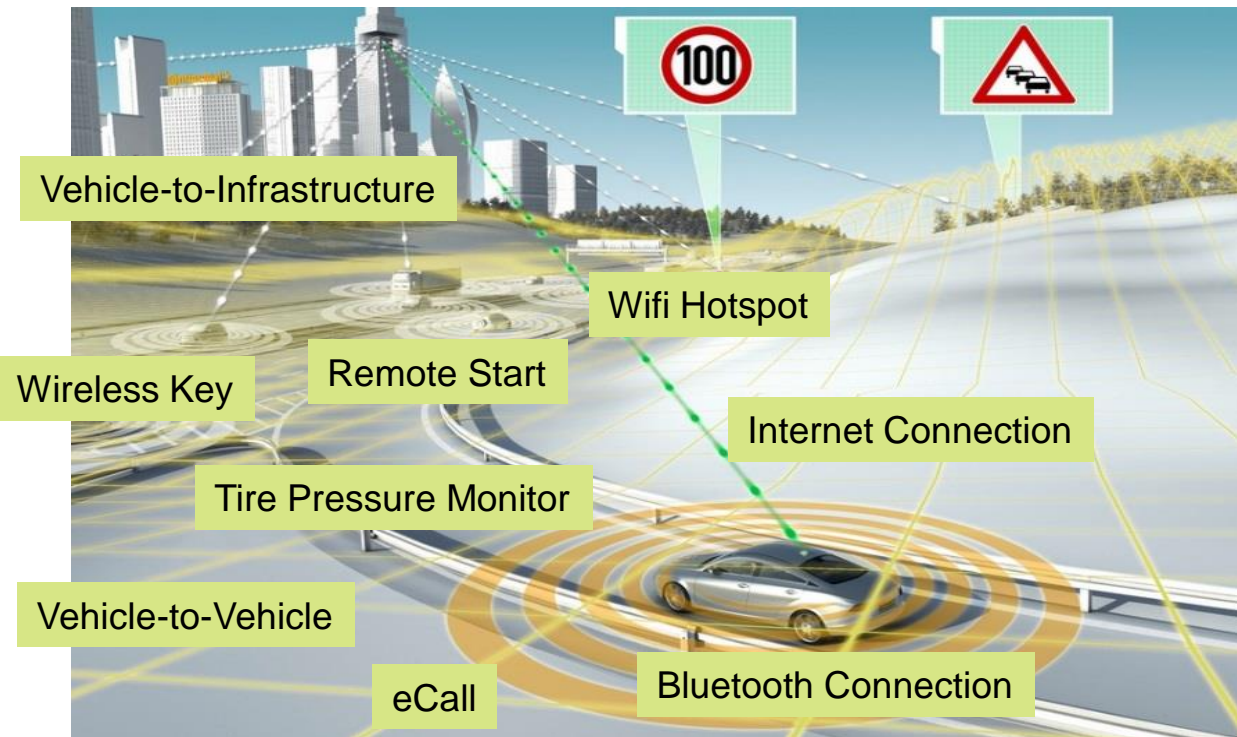 Continental
100
Vehicle-to-Infrastructure
Wifi Hotspot
Remote Start
Wireless Key
Internet Connection
Tire Pressure Monitor
Vehicle-to-Vehicle
Bluetooth Connection
eCall